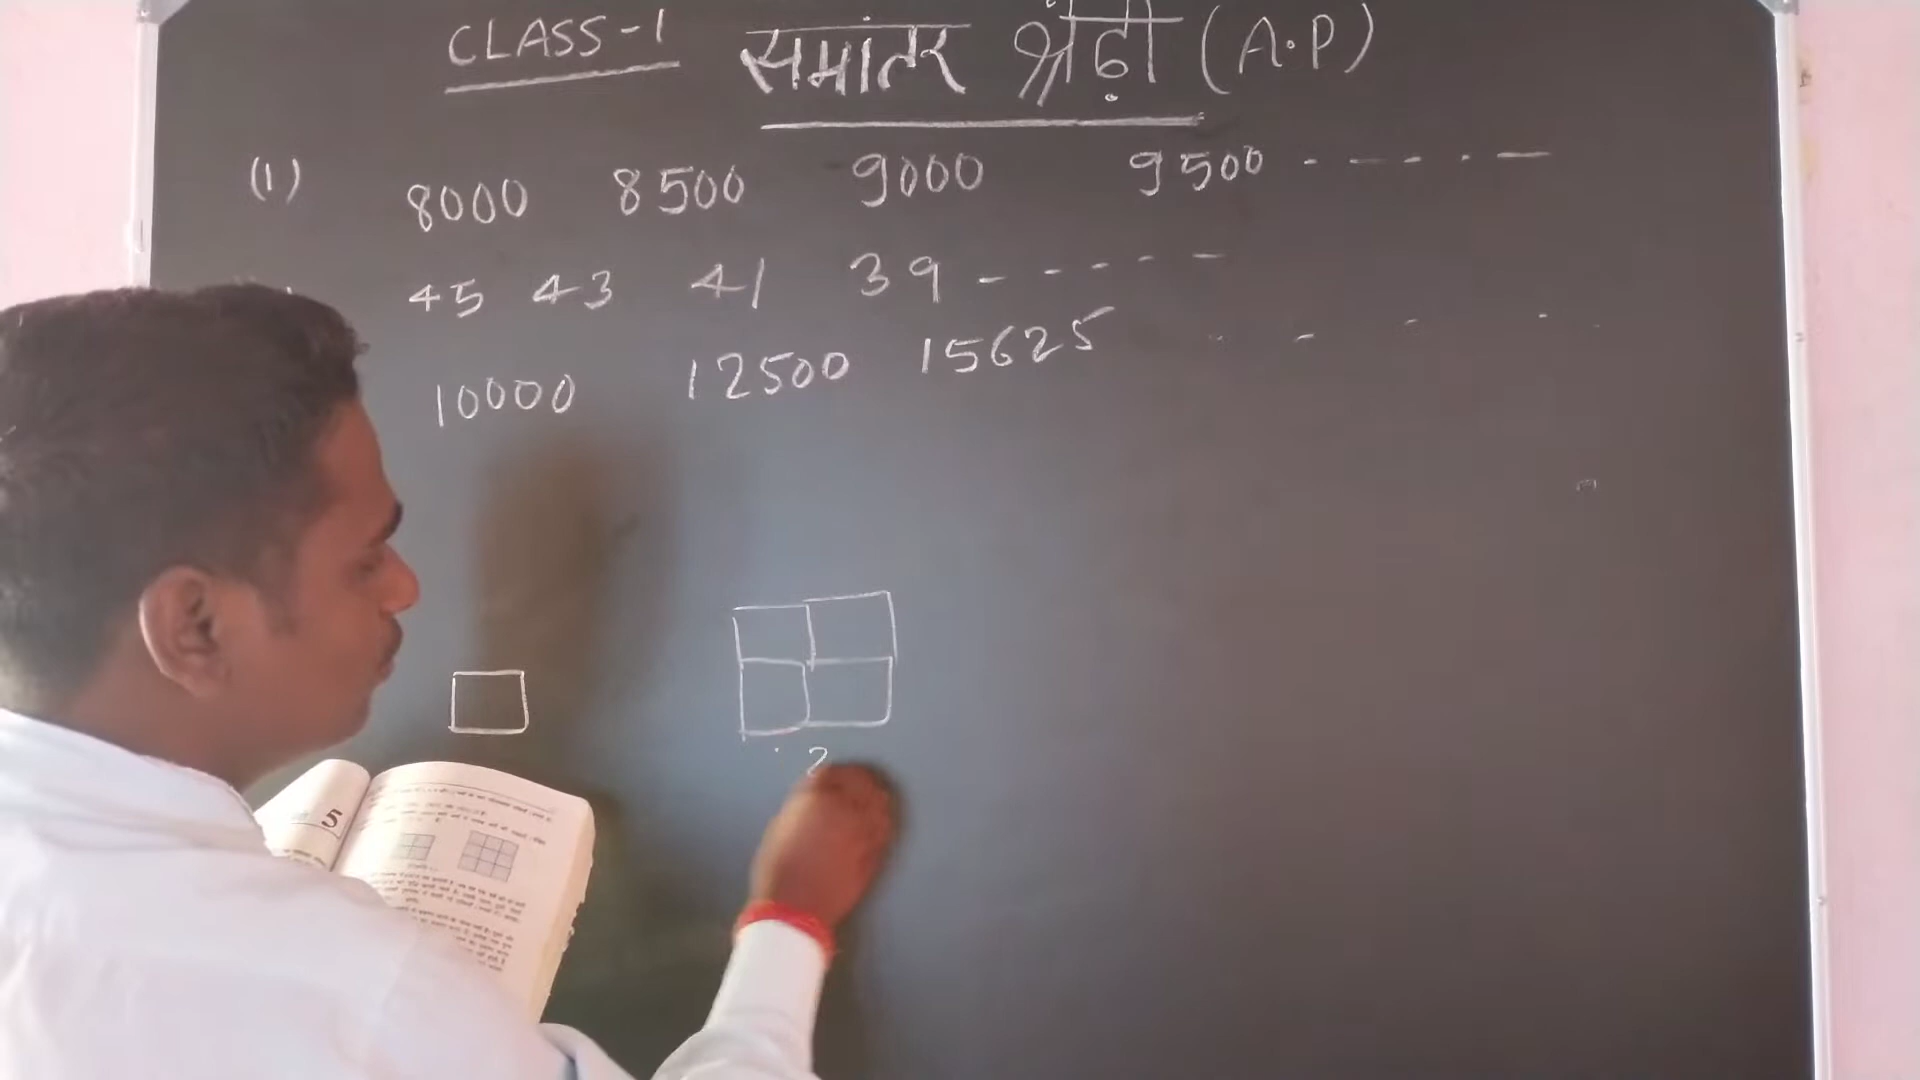 CLASS-1 समांतर श्रेढ़ी (A.P)
(1) 8000 8500 9000 9500 - - - - - -
45 43 41 39 - - - - -
10000 12500 15625 - - - -
2
5